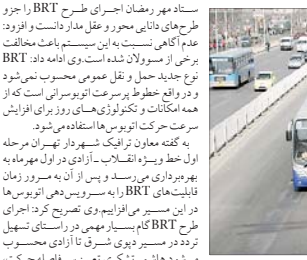 ستاد مهر رمضان اجرای طرح BRT را جزو
طرح‌های دانایی محور و عقل مدار دانست و افزود:
عدم آگاهی نسبت به این سیستم باعث مخالفت
برخی از مسوولان شده است.وی ادامه داد: BRT
نوع جدید حمل و نقل عمومی محسوب نمی‌شود
و در واقع خطوط پرسرعت اتوبوسرانی است که از
همه امکانات و تکنولوژی‌های روز برای افزایش
سرعت حرکت اتوبوس‌ها استفاده می‌شود.
به گفته معاون ترافیک شهردار تهران مرحله
اول خط ویژه انقلاب ـ آزادی در اول مهرماه به
بهره‌برداری می‌رسد و پس از آن به مرور زمان
قابلیت‌های BRT را به سرویس‌دهی اتوبوس‌ها
در این مسیر می‌افزاییم.وی تصریح کرد: اجرای
طرح BRT گام بسیار مهمی در راستای تسهیل
تردد در مسیر دپوی شرق تا آزادی محسوب